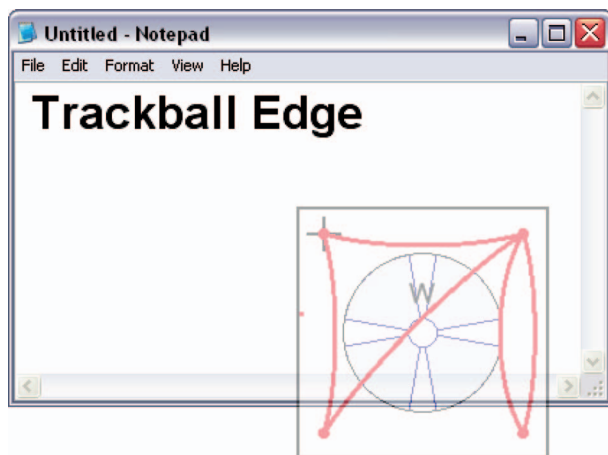 Untitled - Notepad
File Edit Format View Help
Trackball Edge
W